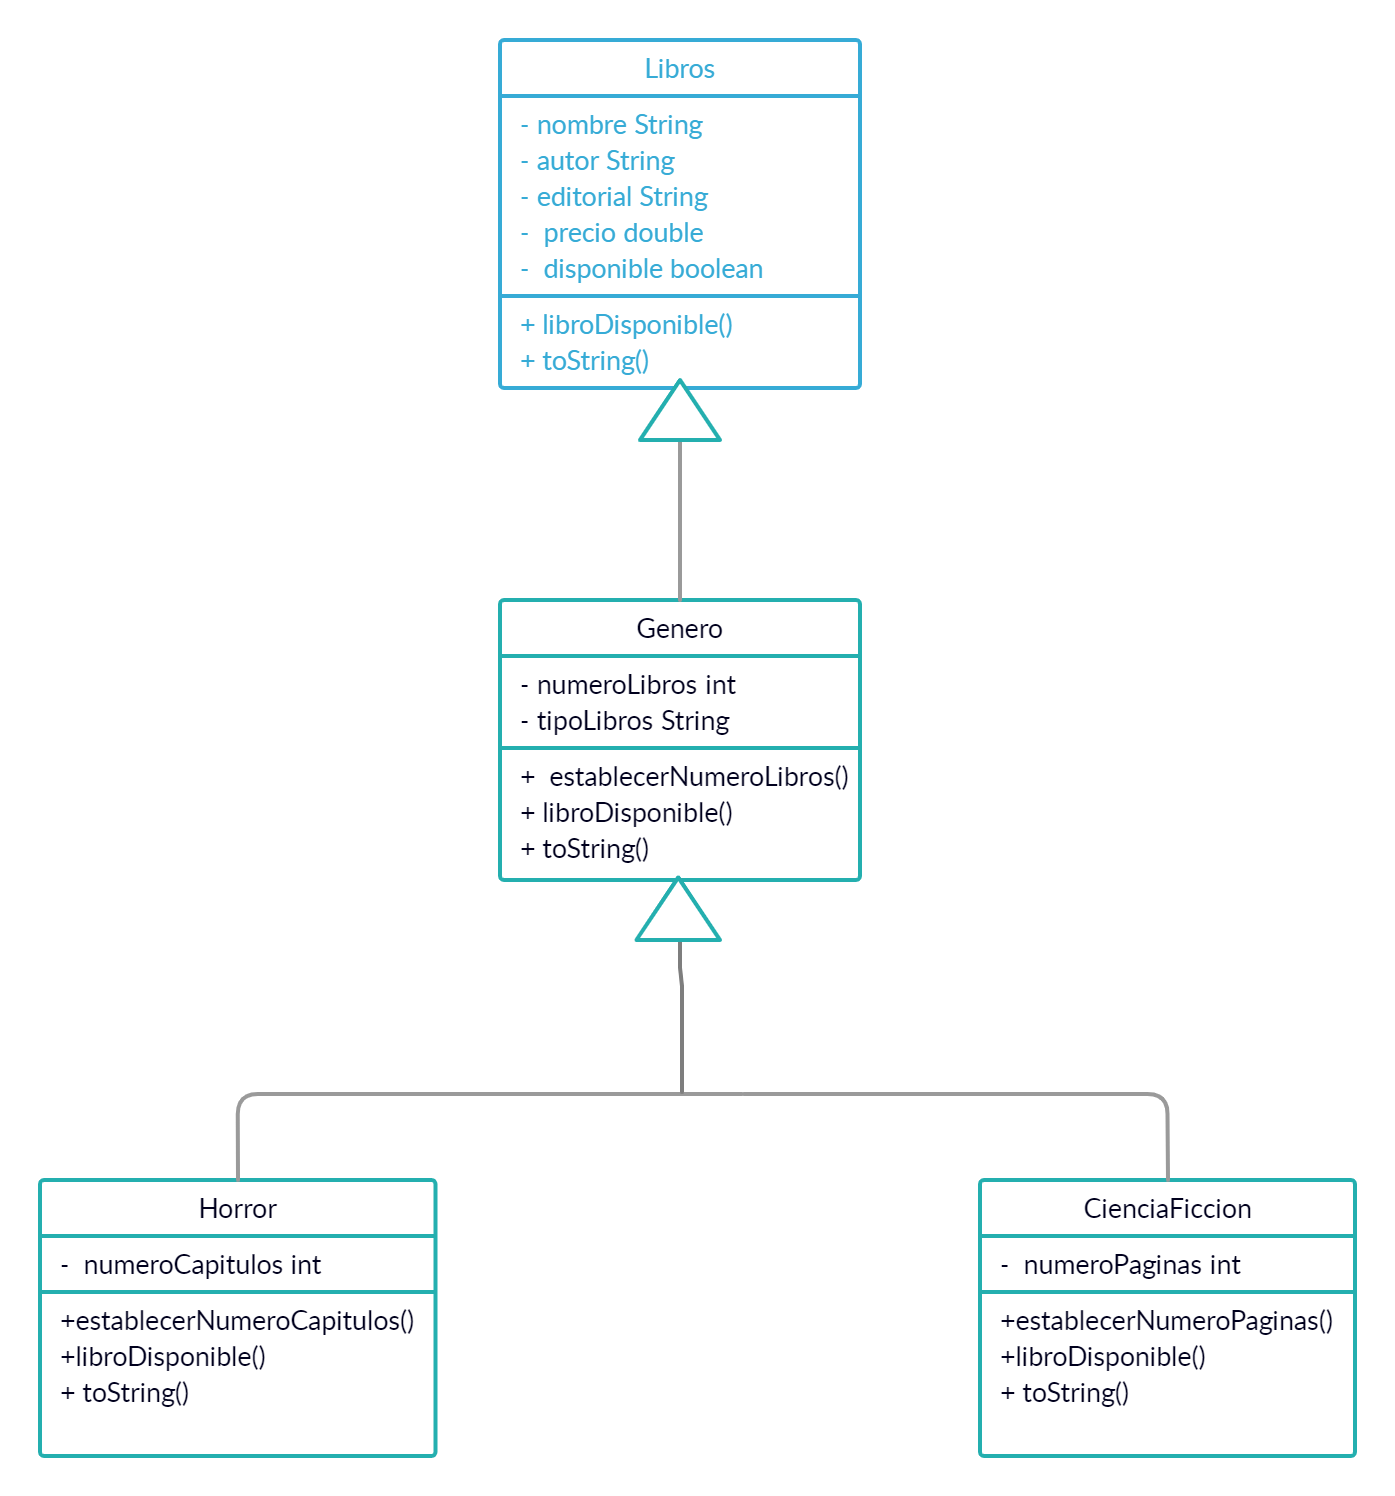 Libros
- nombre String
- autor String
- editorial String
- precio double
- disponible boolean
+ libroDisponible()
+ toString()
Genero
- numeroLibros int
- tipoLibros String
+ establecerNumeroLibros()
+ libroDisponible()
+ toString()
Horror
- numeroCapitulos int
+establecerNumeroCapitulos()
+libroDisponible()
+ toString()
CienciaFiccion
- numeroPaginas int
+establecerNumeroPaginas()
+libroDisponible()
+ toString()